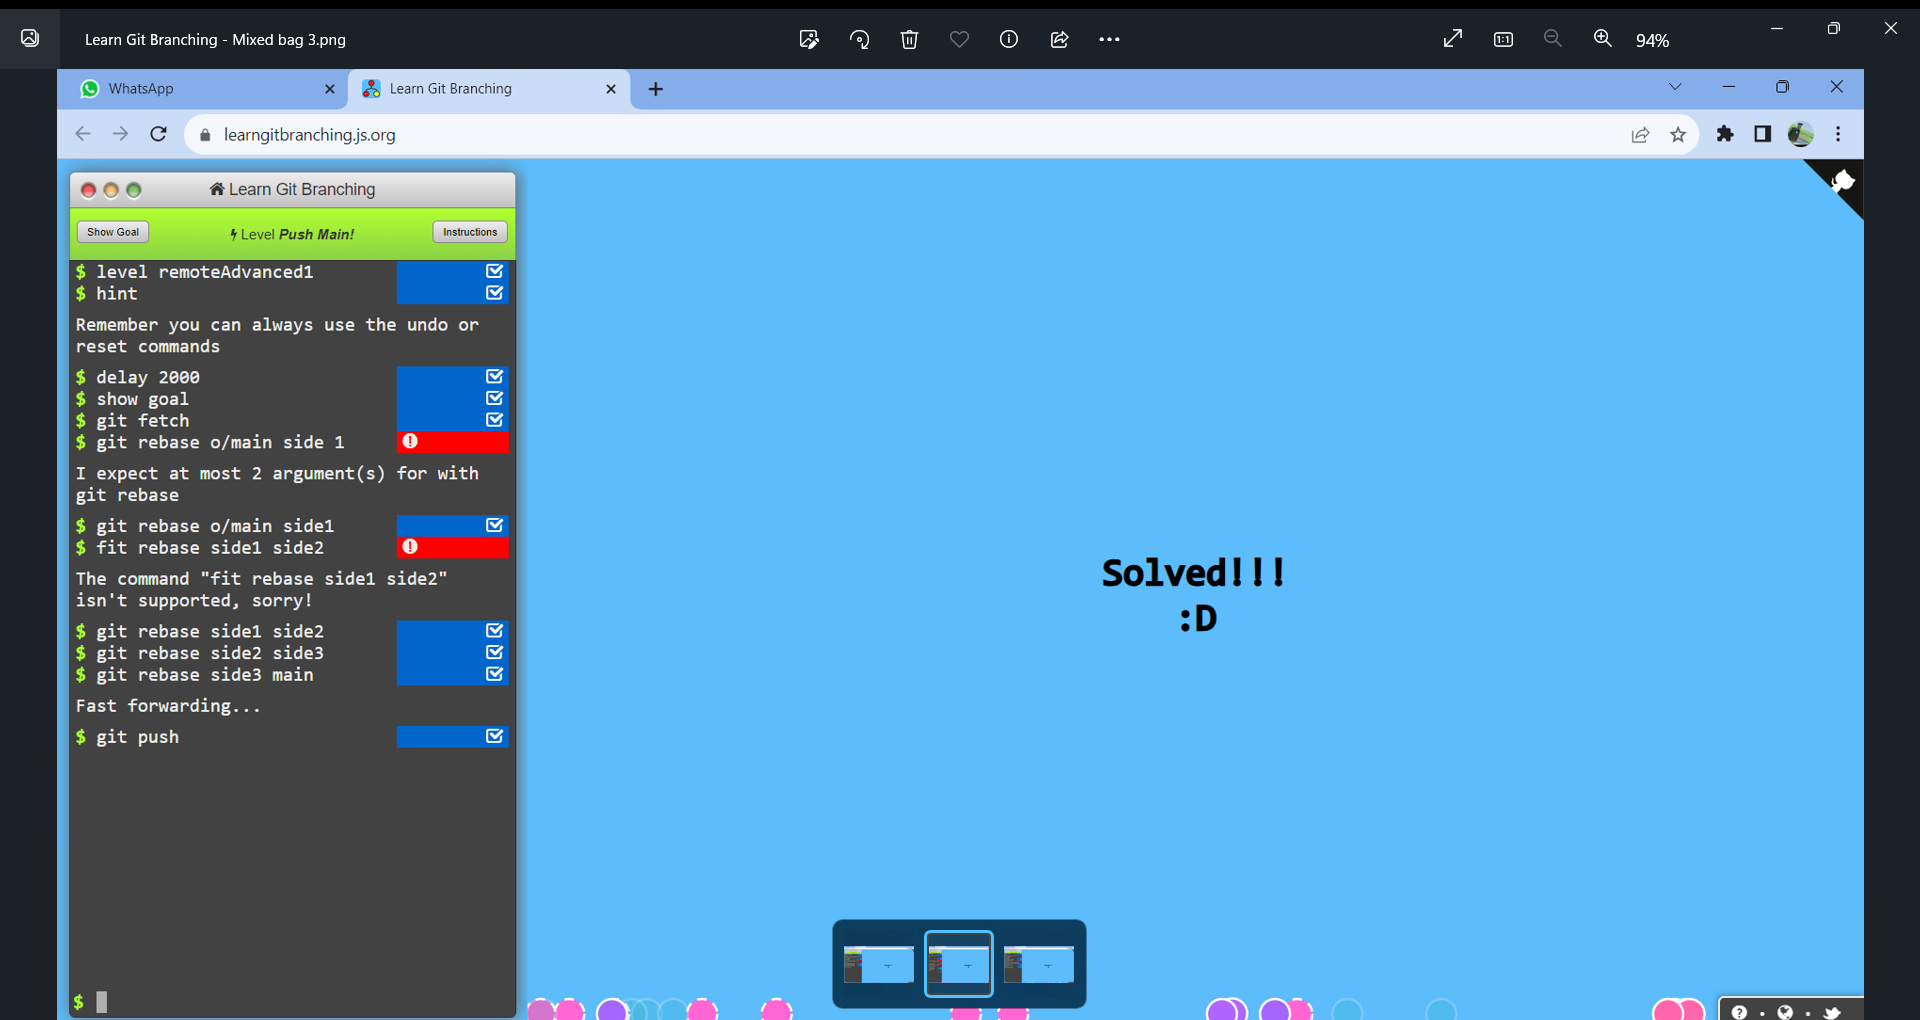 Learn Git Branching - Mixed bag 3.png
94%
WhatsApp
Learn Git Branching
learngitbranching.js.org
Learn Git Branching
Show Goal
Level Push Main!
Instructions
$ level remoteAdvanced1
$ hint
Remember you can always use the undo or
reset commands
$ delay 2000
$ show goal
$ git fetch
$ git rebase o/main side 1
I expect at most 2 argument(s) for with
git rebase
$ git rebase o/main side1
$ fit rebase side1 side2
The command "fit rebase side1 side2"
isn't supported, sorry!
$ git rebase side1 side2
$ git rebase side2 side3
$ git rebase side3 main
Fast forwarding...
$ git push
$
Solved!!!
:D